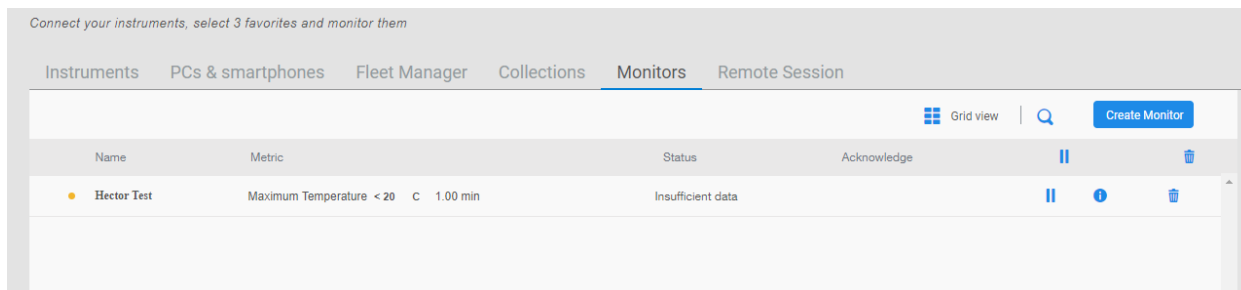 Connect your instruments, select 3 favorites and monitor them
Instruments PCs & smartphones Fleet Manager Collections Monitors Remote Session
Grid view Create Monitor
Name Metric Status Acknowledge
Hector Test Maximum Temperature < 20 C 1.00 min Insufficient data